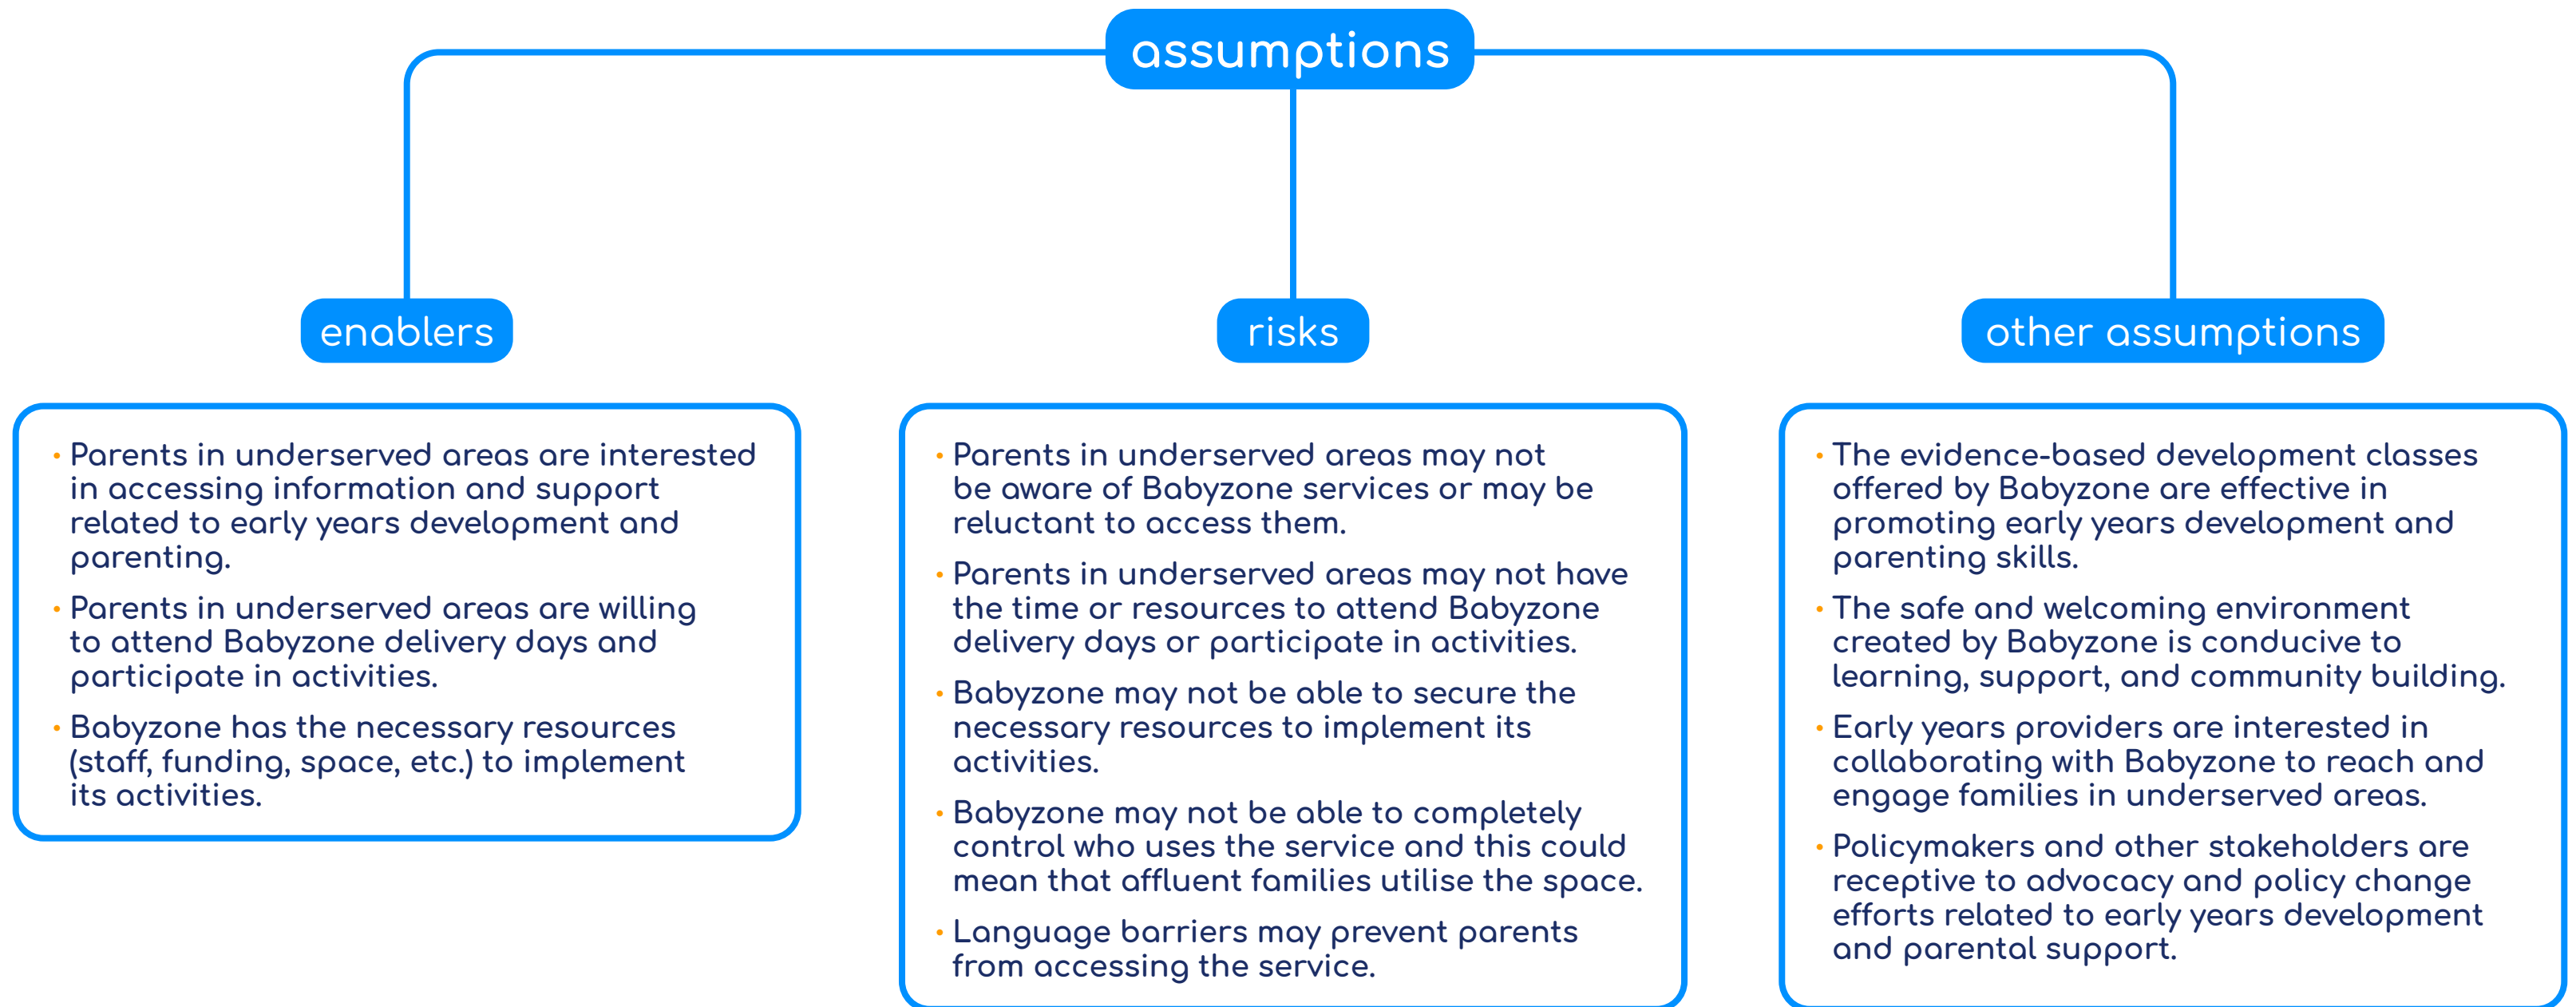 assumptions
enablers
• Parents in underserved areas are interested
in accessing information and support
related to early years development and
parenting.
• Parents in underserved areas are willing
to attend Babyzone delivery days and
participate in activities.
• Babyzone has the necessary resources
(staff, funding, space, etc.) to implement
its activities.
risks
• Parents in underserved areas may not
be aware of Babyzone services or may be
reluctant to access them.
• Parents in underserved areas may not have
the time or resources to attend Babyzone
delivery days or participate in activities.
• Babyzone may not be able to secure the
necessary resources to implement its
activities.
• Babyzone may not be able to completely
control who uses the service and this could
mean that affluent families utilise the space.
• Language barriers may prevent parents
from accessing the service.
other assumptions
• The evidence-based development classes
offered by Babyzone are effective in
promoting early years development and
parenting skills.
• The safe and welcoming environment
created by Babyzone is conducive to
learning, support, and community building.
• Early years providers are interested in
collaborating with Babyzone to reach and
engage families in underserved areas.
• Policymakers and other stakeholders are
receptive to advocacy and policy change
efforts related to early years development
and parental support.